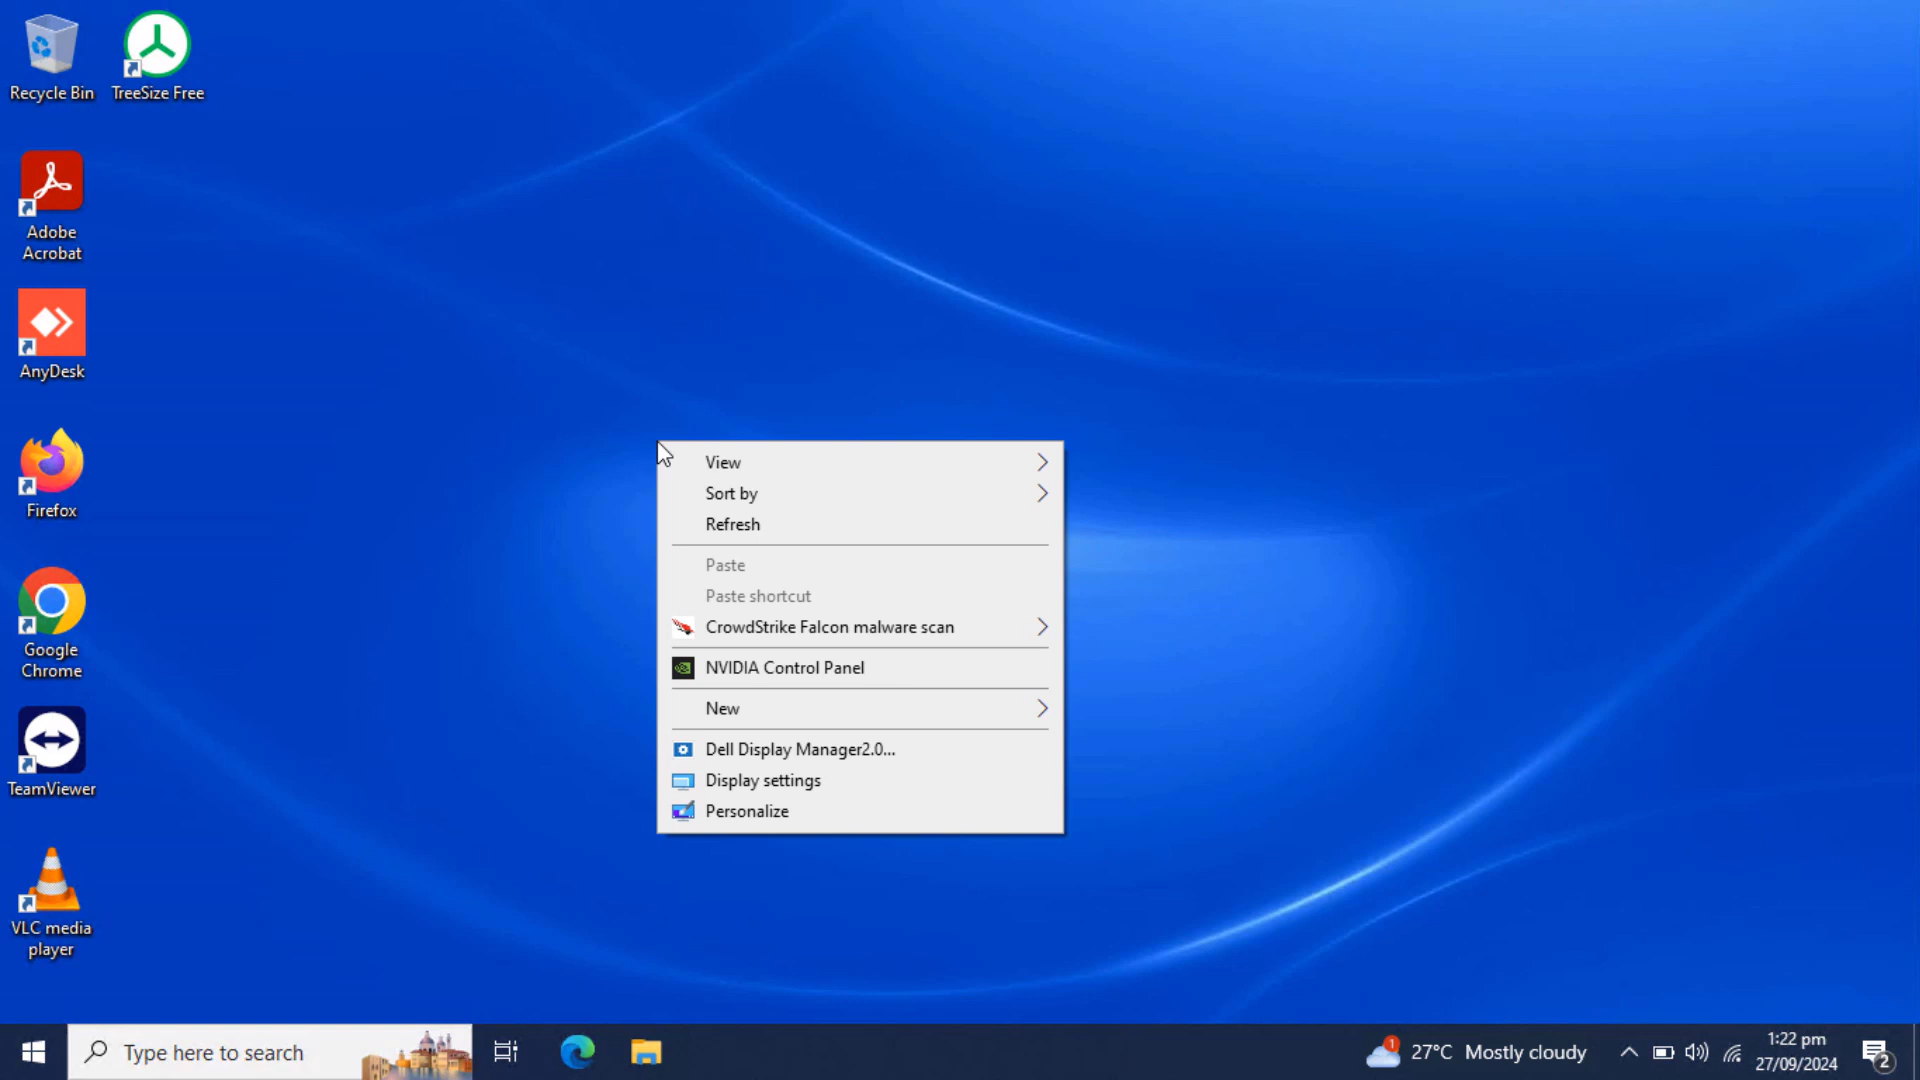 Recycle Bin
TreeSize Free
Adobe
Acrobat
AnyDesk
Firefox
Google
Chrome
TeamViewer
VLC media
player
View
Sort by
Refresh
Paste
Paste shortcut
CrowdStrike Falcon malware scan
NVIDIA Control Panel
New
Dell Display Manager2.0...
Display settings
Personalize
Type here to search
1
27°C Mostly cloudy
1:22 pm
27/09/2024
2